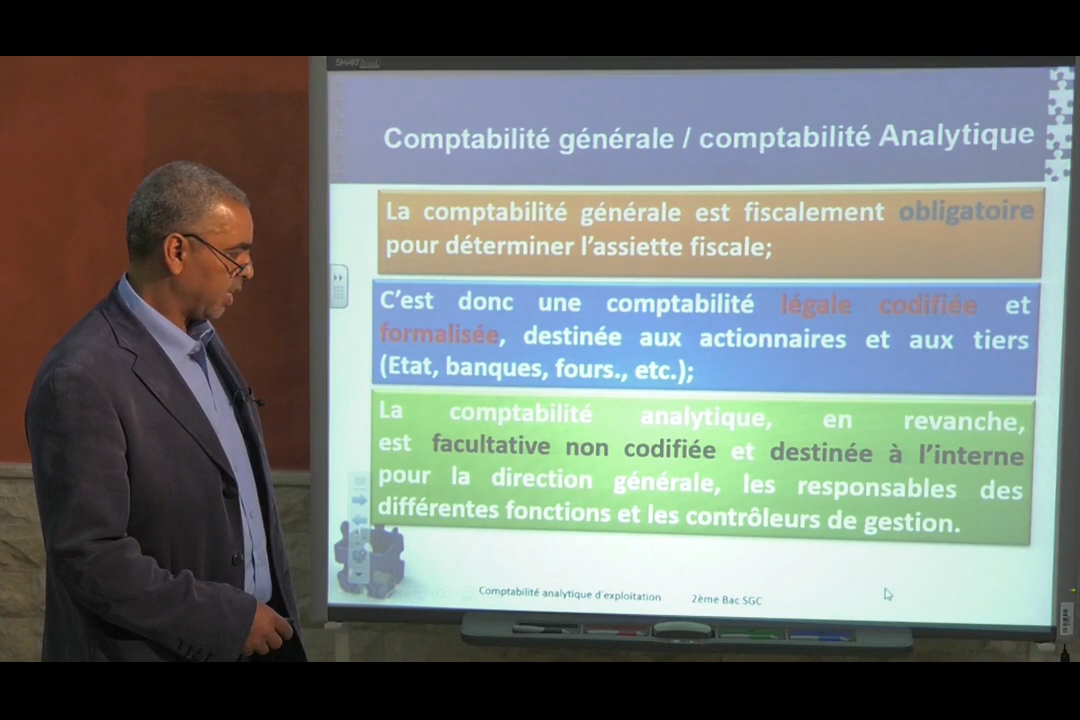 SMART Board
Comptabilité générale / comptabilité Analytique
La comptabilité générale est fiscalement obligatoire
pour déterminer l'assiette fiscale;
C'est donc une comptabilité légale codifiée et
formalisée, destinée aux actionnaires et aux tiers
(Etat, banques, fours., etc.);
La comptabilité analytique, en revanche,
est facultative non codifiée et destinée à l'interne
pour la direction générale, les responsables des
différentes fonctions et les contrôleurs de gestion.
Comptabilité analytique d'exploitation 2ème Bac SGC